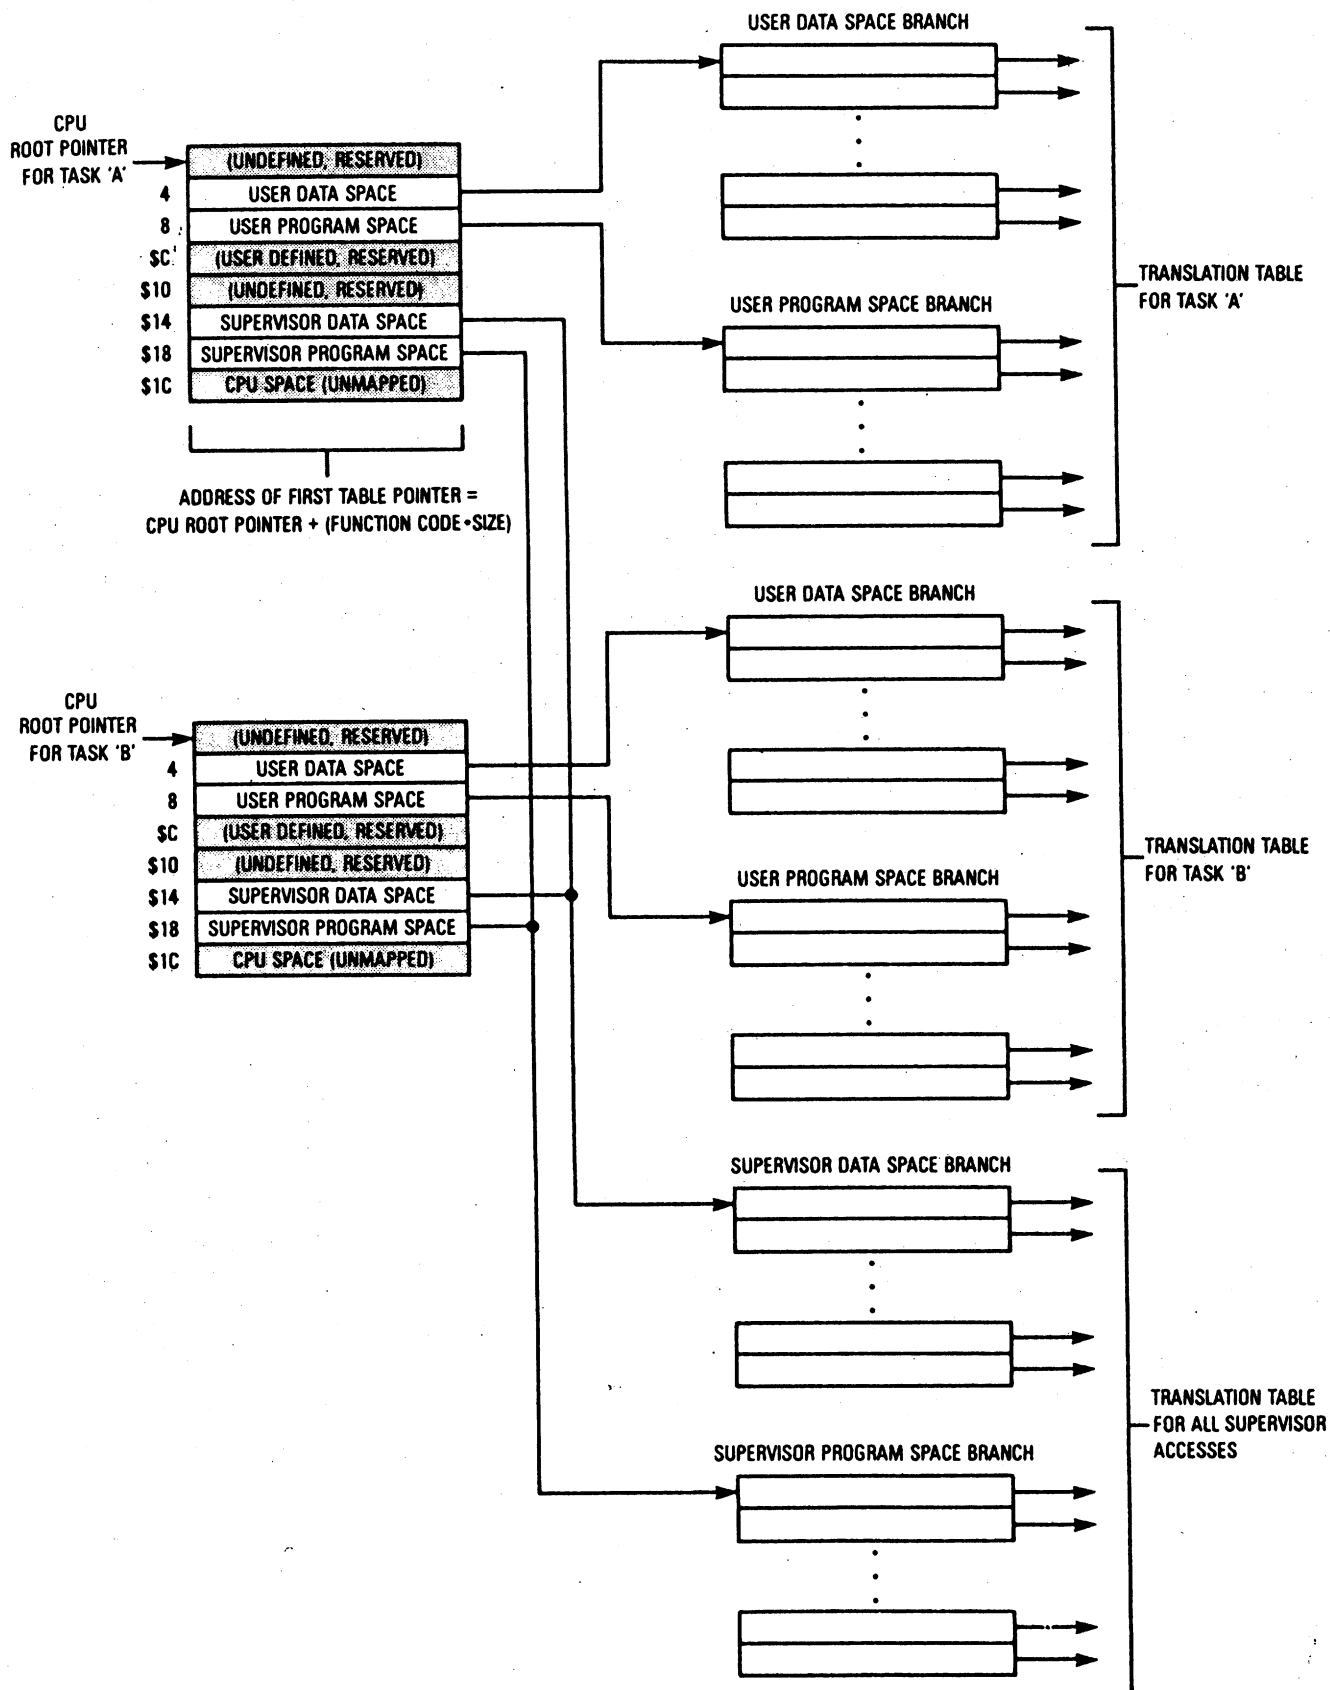 USER DATA SPACE BRANCH
CPU
ROOT POINTER
FOR TASK 'A'
(UNDEFINED, RESERVED)
4 USER DATA SPACE
8 USER PROGRAM SPACE
$C (USER DEFINED, RESERVED)
$10 (UNDEFINED, RESERVED)
$14 SUPERVISOR DATA SPACE
$18 SUPERVISOR PROGRAM SPACE
$1C CPU SPACE (UNMAPPED)
ADDRESS OF FIRST TABLE POINTER =
CPU ROOT POINTER + (FUNCTION CODE•SIZE)
USER PROGRAM SPACE BRANCH
TRANSLATION TABLE
FOR TASK 'A'
USER DATA SPACE BRANCH
CPU
ROOT POINTER
FOR TASK 'B'
(UNDEFINED, RESERVED)
4 USER DATA SPACE
8 USER PROGRAM SPACE
$C (USER DEFINED, RESERVED)
$10 (UNDEFINED, RESERVED)
$14 SUPERVISOR DATA SPACE
$18 SUPERVISOR PROGRAM SPACE
$1C CPU SPACE (UNMAPPED)
USER PROGRAM SPACE BRANCH
TRANSLATION TABLE
FOR TASK 'B'
SUPERVISOR DATA SPACE BRANCH
SUPERVISOR PROGRAM SPACE BRANCH
TRANSLATION TABLE
FOR ALL SUPERVISOR
ACCESSES